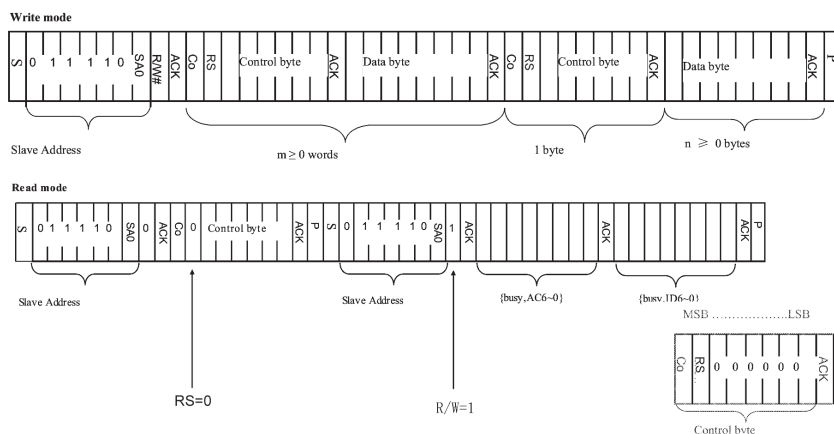 Write mode
S 0 1 1 1 1 0 SA0 R/W# ACK Co RS Control byte ACK Data byte ACK Co RS Control byte ACK Data byte ACK P
Slave Address m ≥ 0 words 1 byte n ≥ 0 bytes
Read mode
S 0 1 1 1 1 0 SA0 0 ACK Co 0 Control byte ACK P S 0 1 1 1 1 0 SA0 1 ACK ACK ACK P
Slave Address Slave Address {busy,AC6~0} {busy,ID6~0}
MSB ...................LSB
Co RS 0 0 0 0 0 0 ACK
RS=0 R/W=1
Control byte